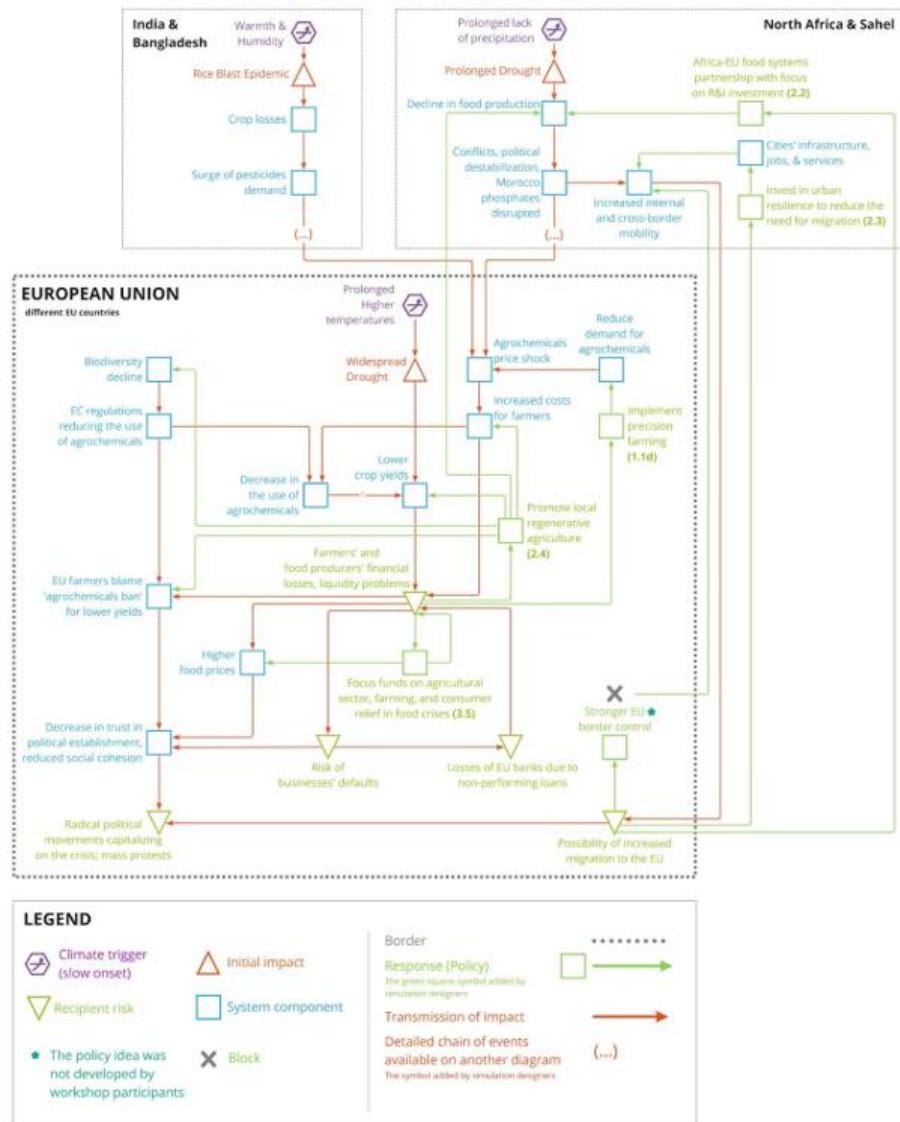 India &
Bangladesh
Warmth &
Humidity
Rice Blast Epidemic
Crop losses
Surge of pesticides
demand
(...)
North Africa & Sahel
Prolonged lack
of precipitation
Prolonged Drought
Decline in food production
Conflicts, political
destabilization,
Morocco
phosphates
disrupted
(...)
Increased internal
and cross-border
mobility
Africa-EU food systems
partnership with focus
on R&I investment (2.2)
Cities' infrastructure,
jobs, & services
Invest in urban
resilience to reduce the
need for migration (2.3)
EUROPEAN UNION
different EU countries
Prolonged
Higher
temperatures
Widespread
Drought
Agrochemicals
price shock
Reduce
demand for
agrochemicals
Biodiversity
decline
EC regulations
reducing the use
of agrochemicals
Increased costs
for farmers
Implement
precision
farming
(1.1d)
Decrease in
the use of
agrochemicals
Lower
crop yields
Promote local
regenerative
agriculture
(2.4)
Farmers' and
food producers' financial
losses, liquidity problems
EU farmers blame
'agrochemicals ban'
for lower yields
Higher
food prices
Focus funds on agricultural
sector, farming, and consumer
relief in food crises (3.5)
Stronger EU
border control
Decrease in trust in
political establishment,
reduced social cohesion
Risk of
businesses' defaults
Losses of EU banks due to
non-performing loans
Radical political
movements capitalizing
on the crisis; mass protests
Possibility of increased
migration to the EU
LEGEND
Climate trigger
(slow onset)
Initial impact
Recipient risk
System component
The policy idea was
not developed by
workshop participants
Block
Border
Response (Policy)
The green square symbol added by
simulation designers
Transmission of impact
Detailed chain of events
available on another diagram
(...)
The symbol added by simulation designers